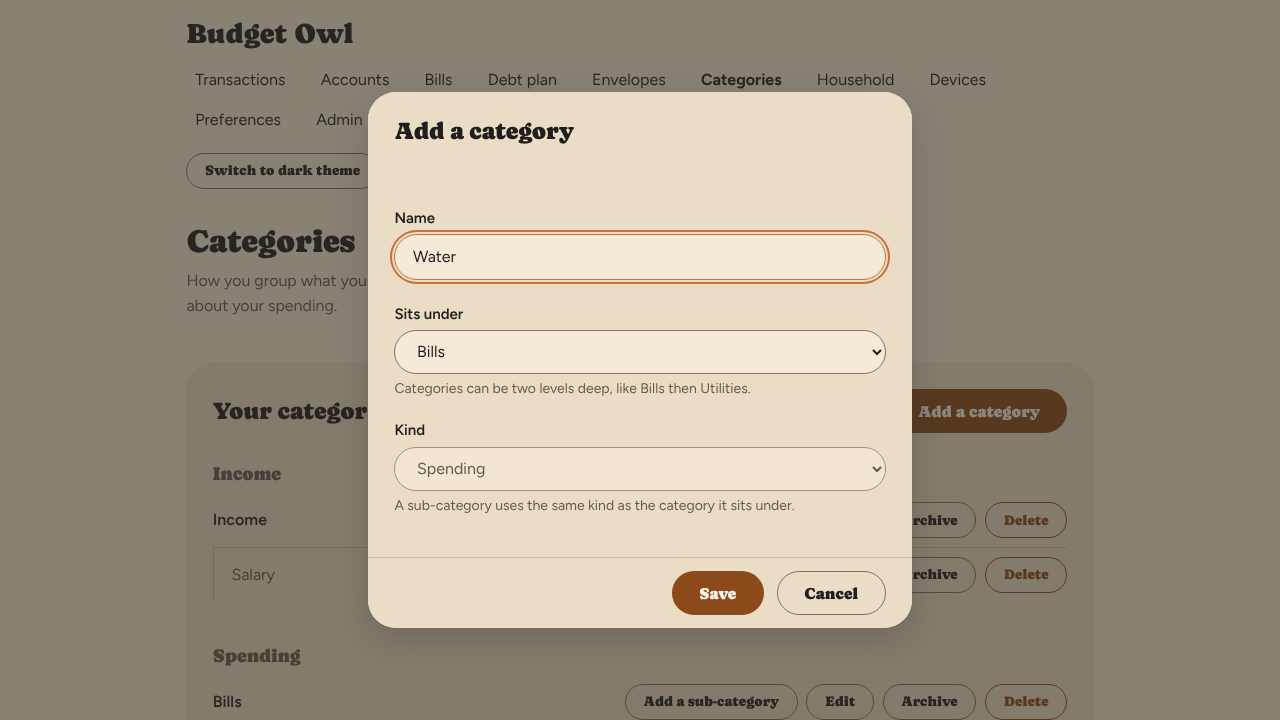 Budget Owl
Transactions Accounts Bills Debt plan Envelopes Categories Household Devices
Preferences Admin
Switch to dark theme
Categories
How you group what you
about your spending.
Add a category
Name
Water
Sits under
Bills
Categories can be two levels deep, like Bills then Utilities.
Kind
Spending
A sub-category uses the same kind as the category it sits under.
Save Cancel
Your categor
Add a category
Income
Income rchive Delete
Salary rchive Delete
Spending
Bills Add a sub-category Edit Archive Delete